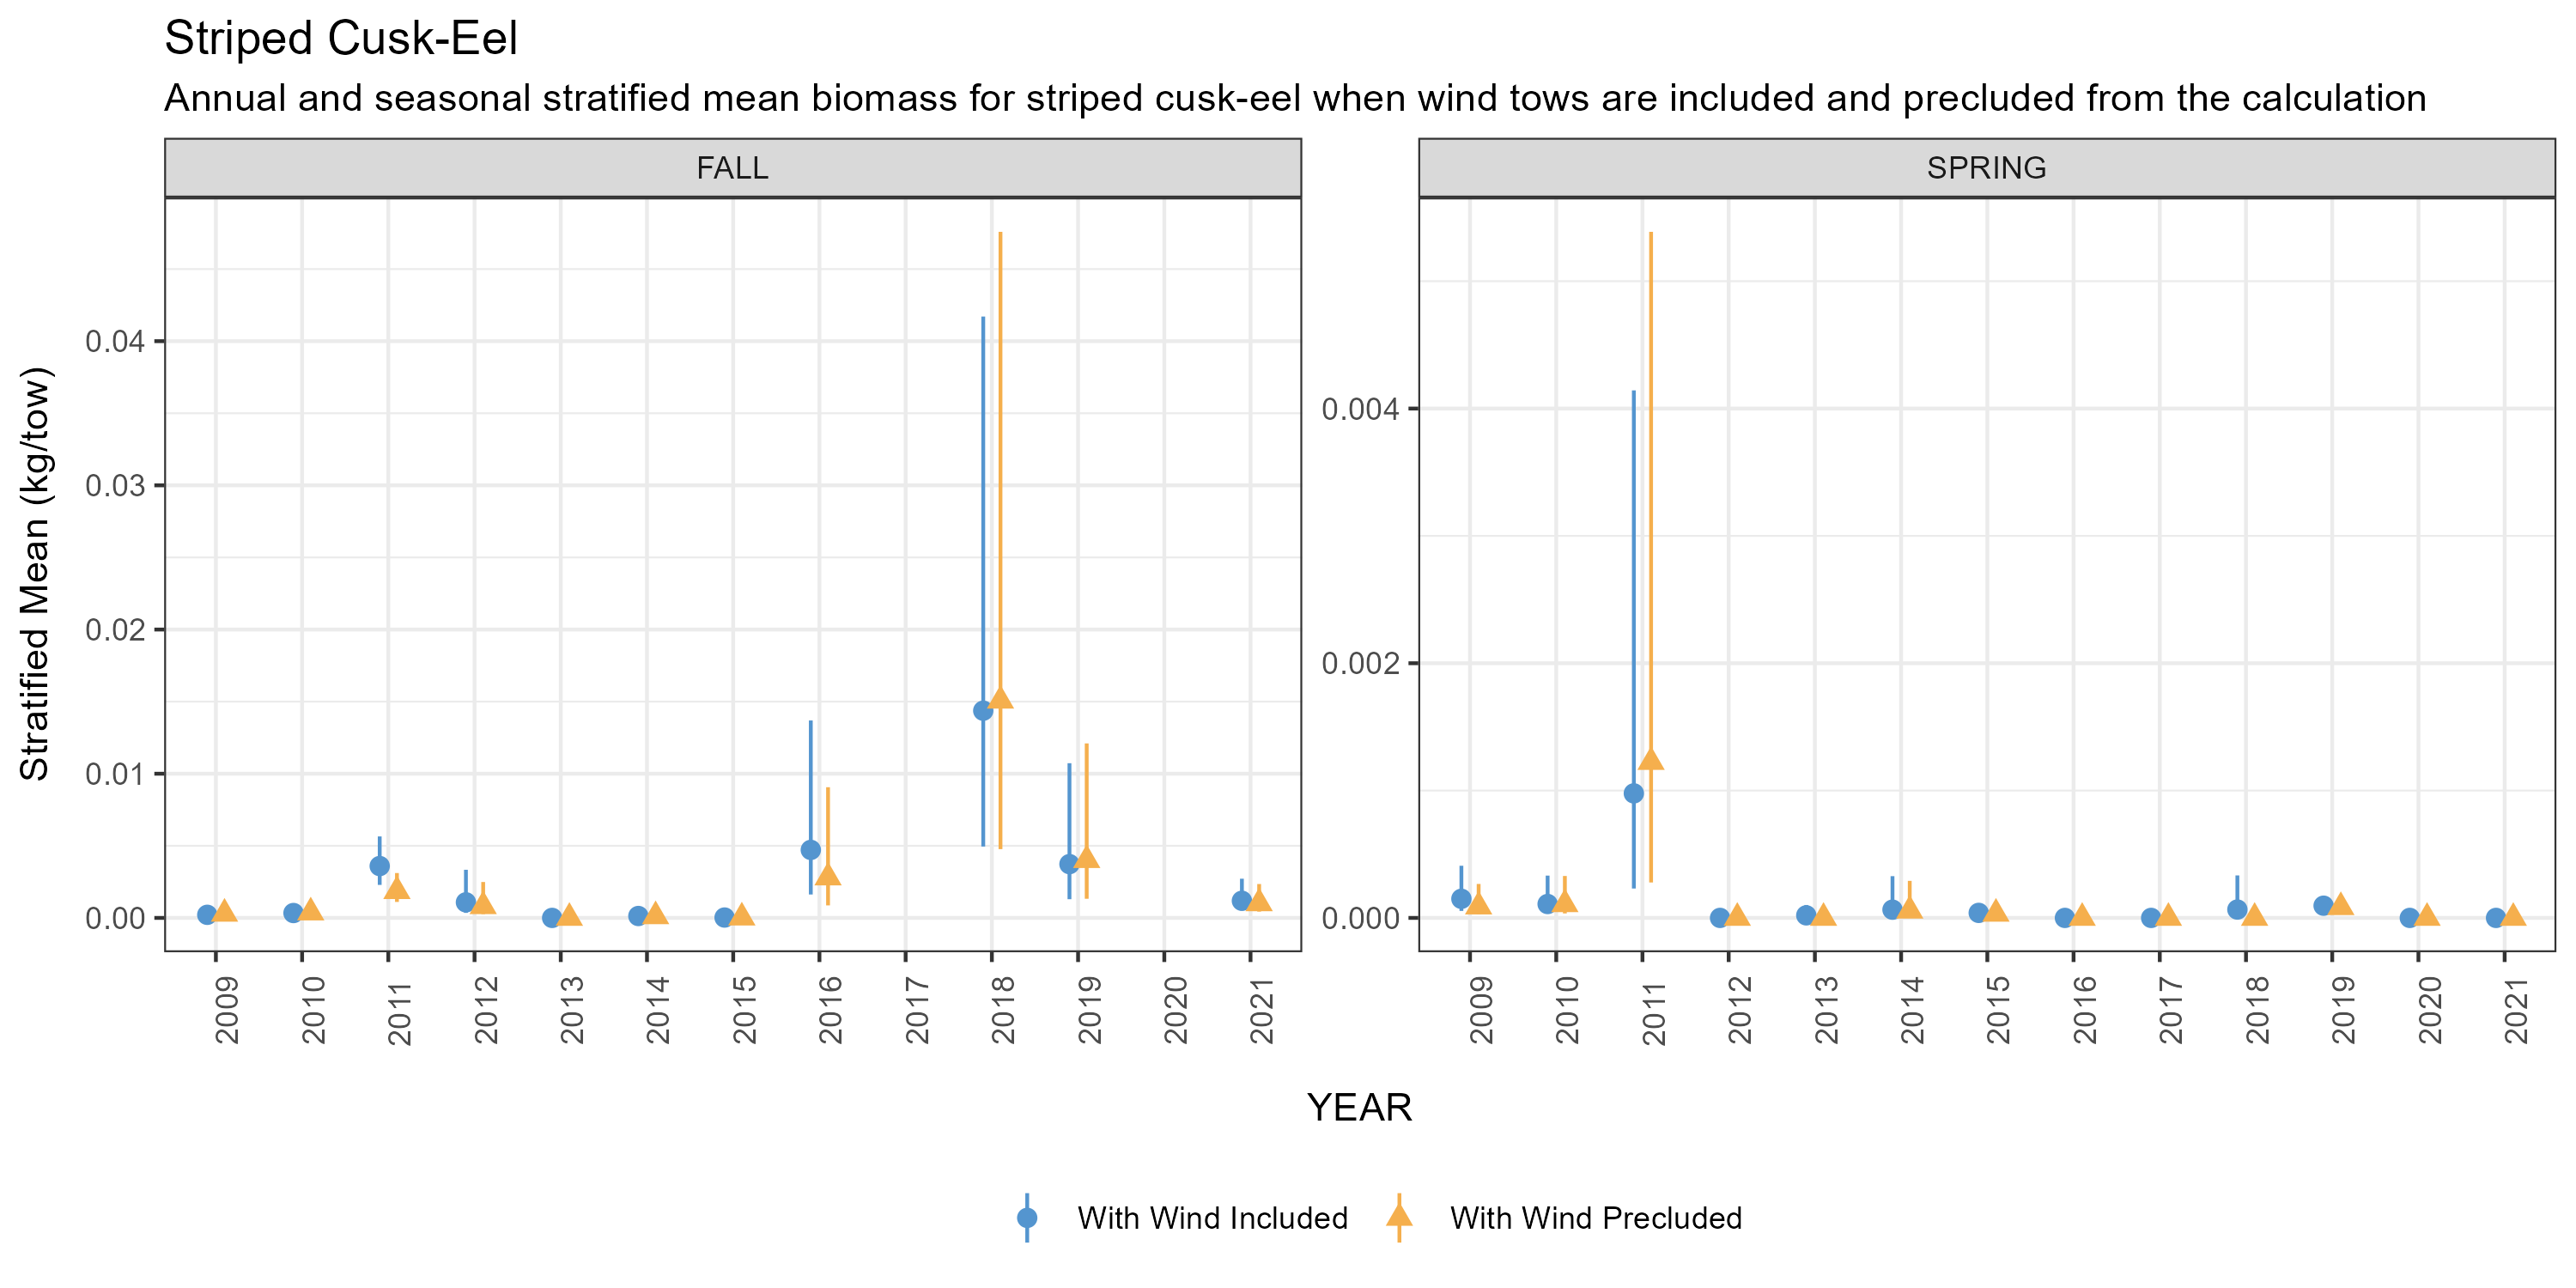 Striped Cusk-Eel
Annual and seasonal stratified mean biomass for striped cusk-eel when wind tows are included and precluded from the calculation
FALL
SPRING
Stratified Mean (kg/tow)
0.04
0.03
0.02
0.01
0.00
0.004
0.002
0.000
2009 2010 2011 2012 2013 2014 2015 2016 2017 2018 2019 2020 2021
2009 2010 2011 2012 2013 2014 2015 2016 2017 2018 2019 2020 2021
YEAR
With Wind Included With Wind Precluded